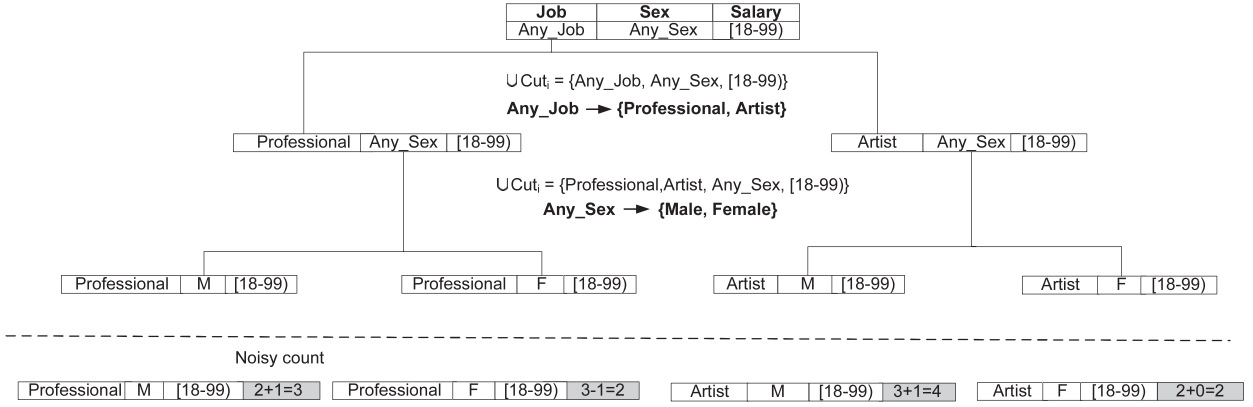 Job Sex Salary
Any_Job Any_Sex [18-99)
∪Cutᵢ = {Any_Job, Any_Sex, [18-99)}
Any_Job → {Professional, Artist}
Professional Any_Sex [18-99) Artist Any_Sex [18-99)
∪Cutᵢ = {Professional,Artist, Any_Sex, [18-99)}
Any_Sex → {Male, Female}
Professional M [18-99) Professional F [18-99) Artist M [18-99) Artist F [18-99)
Noisy count
Professional M [18-99) 2+1=3 Professional F [18-99) 3-1=2 Artist M [18-99) 3+1=4 Artist F [18-99) 2+0=2